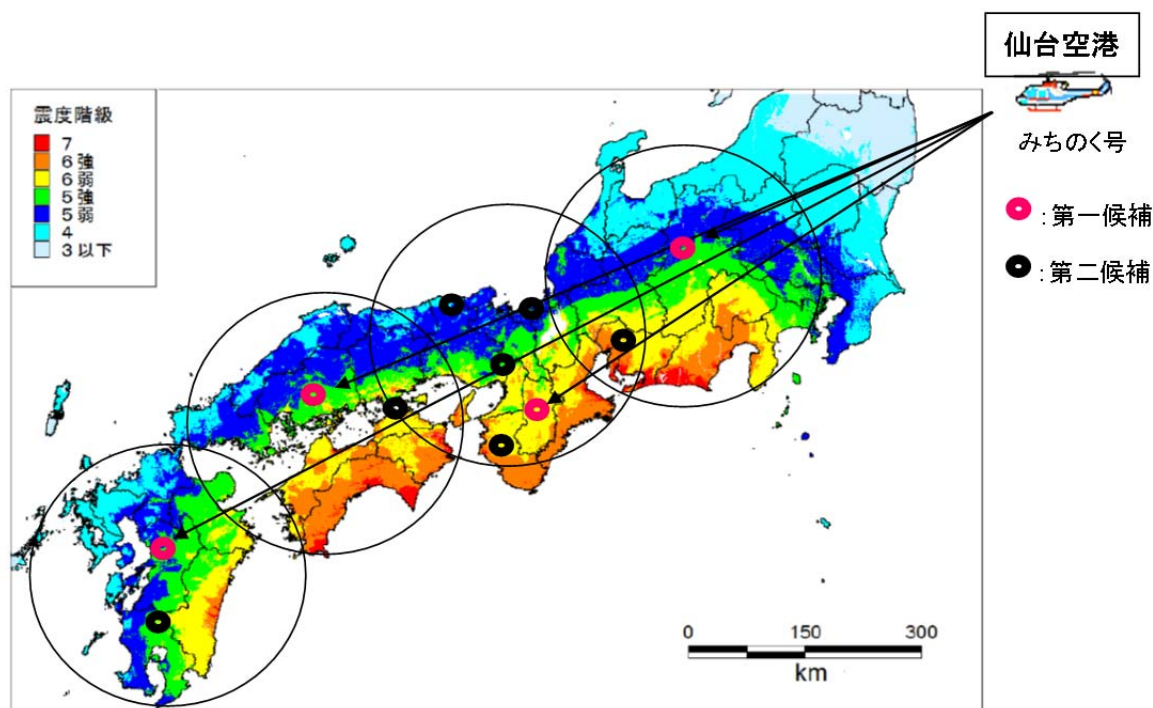 仙台空港
みちのく号
震度階級
7
6強
6弱
5強
5弱
4
3以下
:第一候補
:第二候補
0 150 300
km